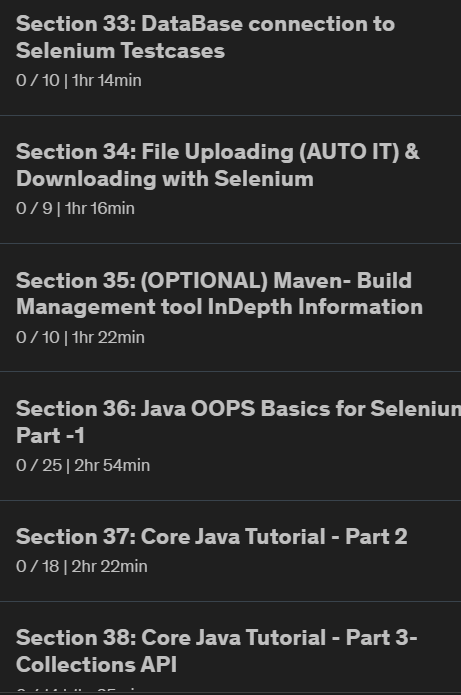 Section 33: DataBase connection to
Selenium Testcases
0 / 10 | 1hr 14min
Section 34: File Uploading (AUTO IT) &
Downloading with Selenium
0 / 9 | 1hr 16min
Section 35: (OPTIONAL) Maven- Build
Management tool InDepth Information
0 / 10 | 1hr 22min
Section 36: Java OOPS Basics for Selenium
Part -1
0 / 25 | 2hr 54min
Section 37: Core Java Tutorial - Part 2
0 / 18 | 2hr 22min
Section 38: Core Java Tutorial - Part 3-
Collections API